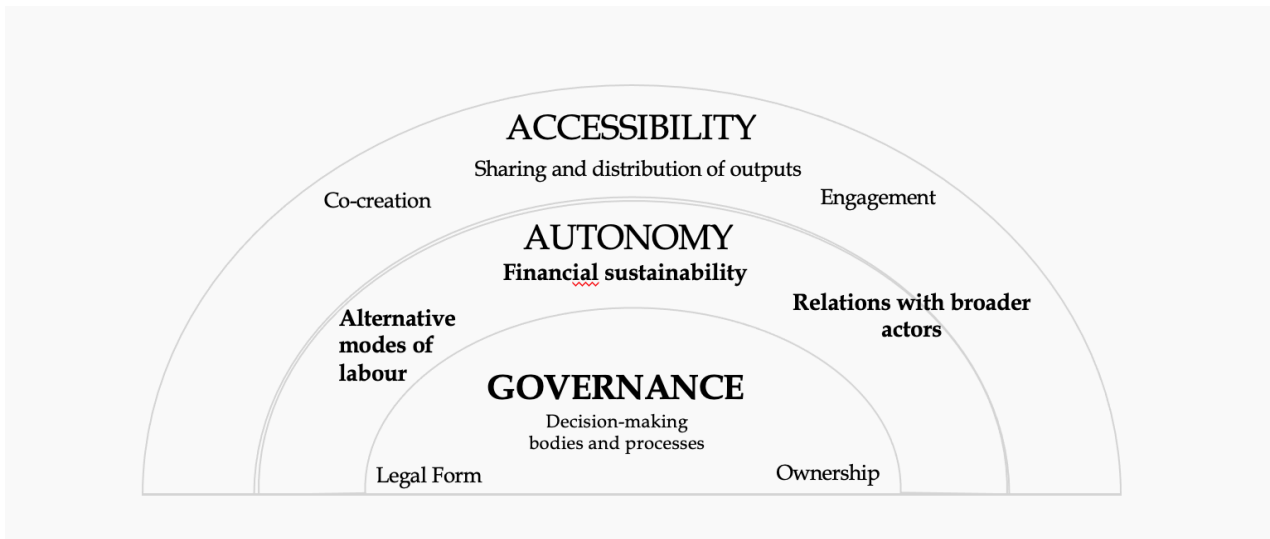 ACCESSIBILITY
Sharing and distribution of outputs
Co-creation
Engagement
AUTONOMY
Financial sustainability
Alternative
modes of
labour
Relations with broader
actors
GOVERNANCE
Decision-making
bodies and processes
Legal Form
Ownership